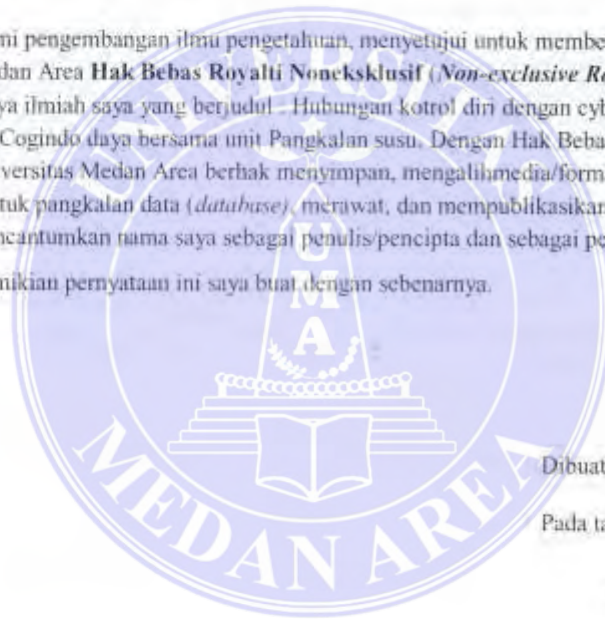 mi pengembangan ilmu pengetahuan, menyetujui untuk membe
dan Area Hak Bebas Royalti Noneksklusif (Non-exclusive Ro
ya ilmiah saya yang berjudul : Hubungan kotrol diri dengan cyb
Cogindo daya bersama unit Pangkalan susu. Dengan Hak Beba
versitas Medan Area berhak menyimpan, mengalihmedia/form
tuk pangkalan data (database), merawat, dan mempublikasikan
ncantumkan nama saya sebagai penulis/pencipta dan sebagai pe
mikian pernyataan ini saya buat dengan sebenarnya.
UNIVERSITAS
UMA
MEDAN AREA
Dibuat
Pada ta